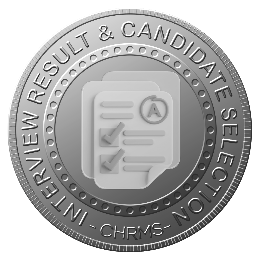 INTERVIEW RESULT & CANDIDATE SELECTION
A
- CHRMS -